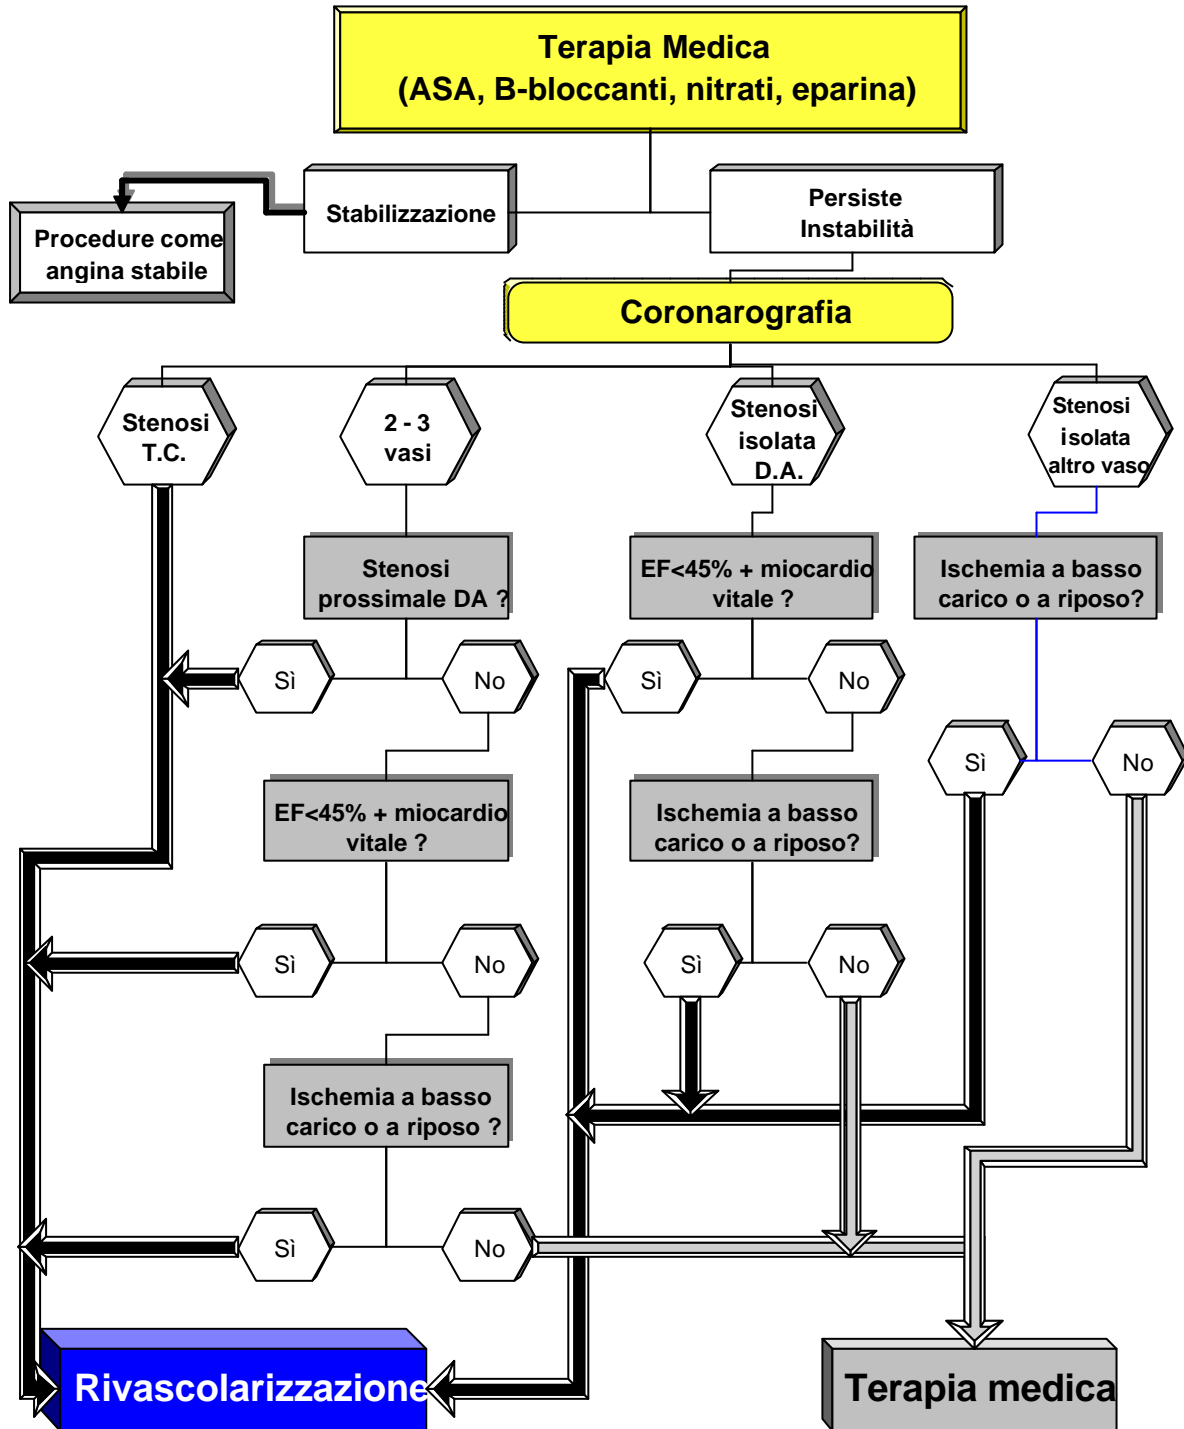 Terapia Medica
(ASA, B-bloccanti, nitrati, eparina)
Stabilizzazione
Persiste
Instabilità
Procedure come
angina stabile
Coronarografia
Stenosi
T.C.
2 - 3
vasi
Stenosi
isolata
D.A.
Stenosi
isolata
altro vaso
Stenosi
prossimale DA ?
EF<45% + miocardio
vitale ?
Ischemia a basso
carico o a riposo?
Sì
No
Sì
No
Sì
No
EF<45% + miocardio
vitale ?
Ischemia a basso
carico o a riposo?
Sì
No
Sì
No
Ischemia a basso
carico o a riposo ?
Sì
No
Rivascolarizzazione
Terapia medica